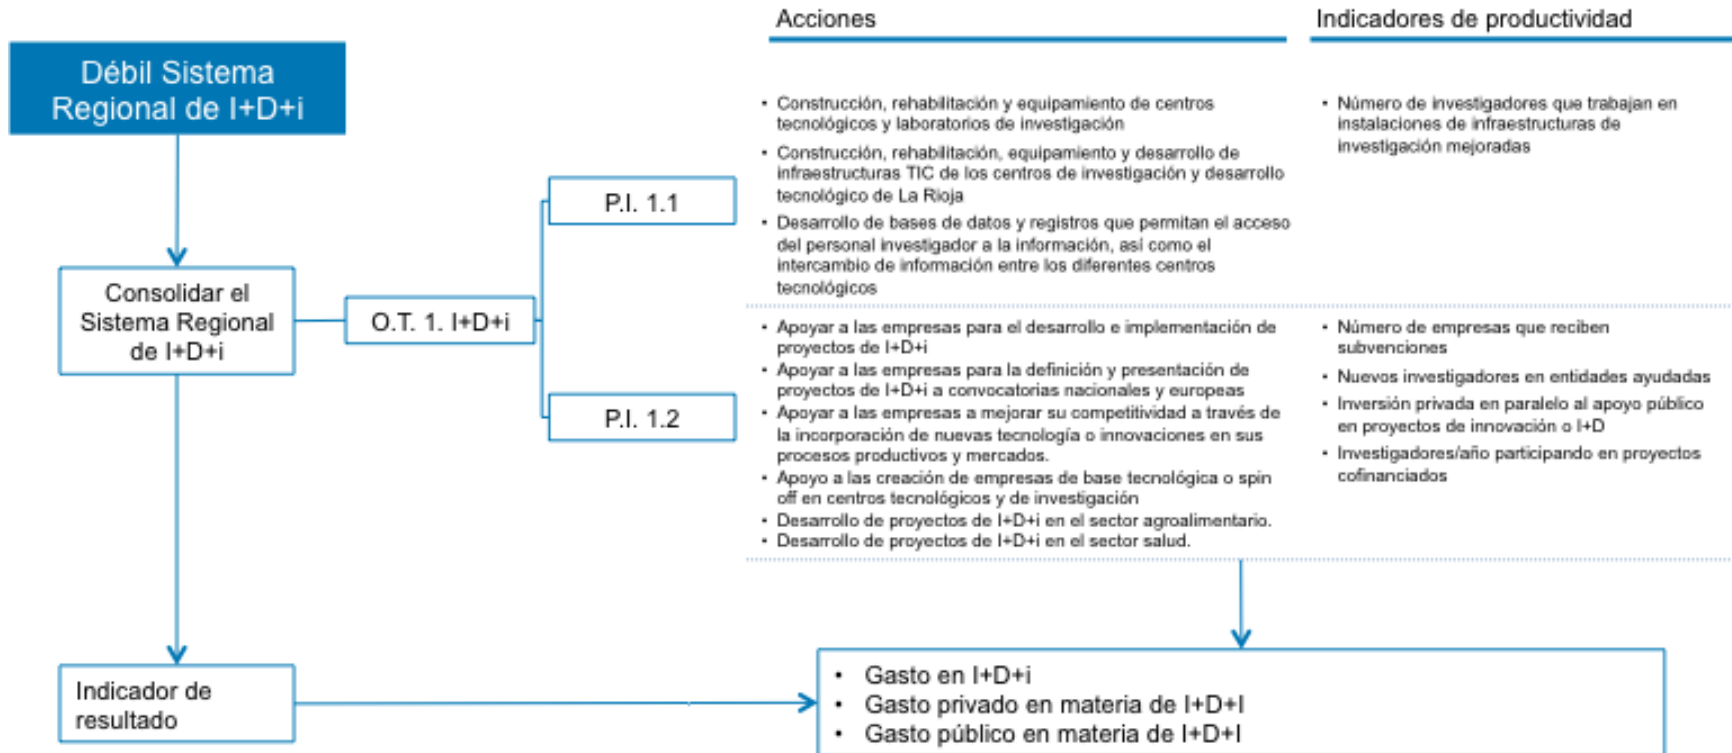 Acciones
Indicadores de productividad
Débil Sistema
Regional de I+D+i
• Construcción, rehabilitación y equipamiento de centros
tecnológicos y laboratorios de investigación
• Construcción, rehabilitación, equipamiento y desarrollo de
infraestructuras TIC de los centros de investigación y desarrollo
tecnológico de La Rioja
• Desarrollo de bases de datos y registros que permitan el acceso
del personal investigador a la información, así como el
intercambio de información entre los diferentes centros
tecnológicos
• Número de investigadores que trabajan en
instalaciones de infraestructuras de
investigación mejoradas
P.I. 1.1
Consolidar el
Sistema Regional
de I+D+i
O.T. 1. I+D+i
P.I. 1.2
• Apoyar a las empresas para el desarrollo e implementación de
proyectos de I+D+i
• Apoyar a las empresas para la definición y presentación de
proyectos de I+D+i a convocatorias nacionales y europeas
• Apoyar a las empresas a mejorar su competitividad a través de
la incorporación de nuevas tecnología o innovaciones en sus
procesos productivos y mercados.
• Apoyo a las creación de empresas de base tecnológica o spin
off en centros tecnológicos y de investigación
• Desarrollo de proyectos de I+D+i en el sector agroalimentario.
• Desarrollo de proyectos de I+D+i en el sector salud.
• Número de empresas que reciben
subvenciones
• Nuevos investigadores en entidades ayudadas
• Inversión privada en paralelo al apoyo público
en proyectos de innovación o I+D
• Investigadores/año participando en proyectos
cofinanciados
Indicador de
resultado
• Gasto en I+D+i
• Gasto privado en materia de I+D+I
• Gasto público en materia de I+D+I